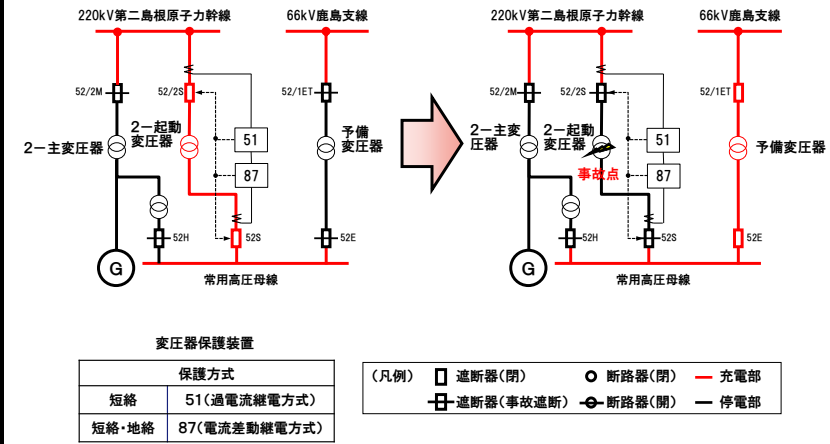 220kV第二島根原子力幹線
66kV鹿島支線
52/2M
52/2S
52/1ET
2－主変圧器
2－起動
変圧器
51
87
予備
変圧器
52H
52S
52E
G
常用高圧母線
220kV第二島根原子力幹線
66kV鹿島支線
52/2M
52/2S
52/1ET
2－主変
圧器
2－起動
変圧器
事故点
51
87
予備変圧器
52H
52S
52E
G
常用高圧母線
変圧器保護装置
保護方式
短絡 51(過電流継電方式)
短絡・地絡 87(電流差動継電方式)
(凡例) 遮断器(閉) 断路器(閉) 充電部
遮断器(事故遮断) 断路器(開) 停電部